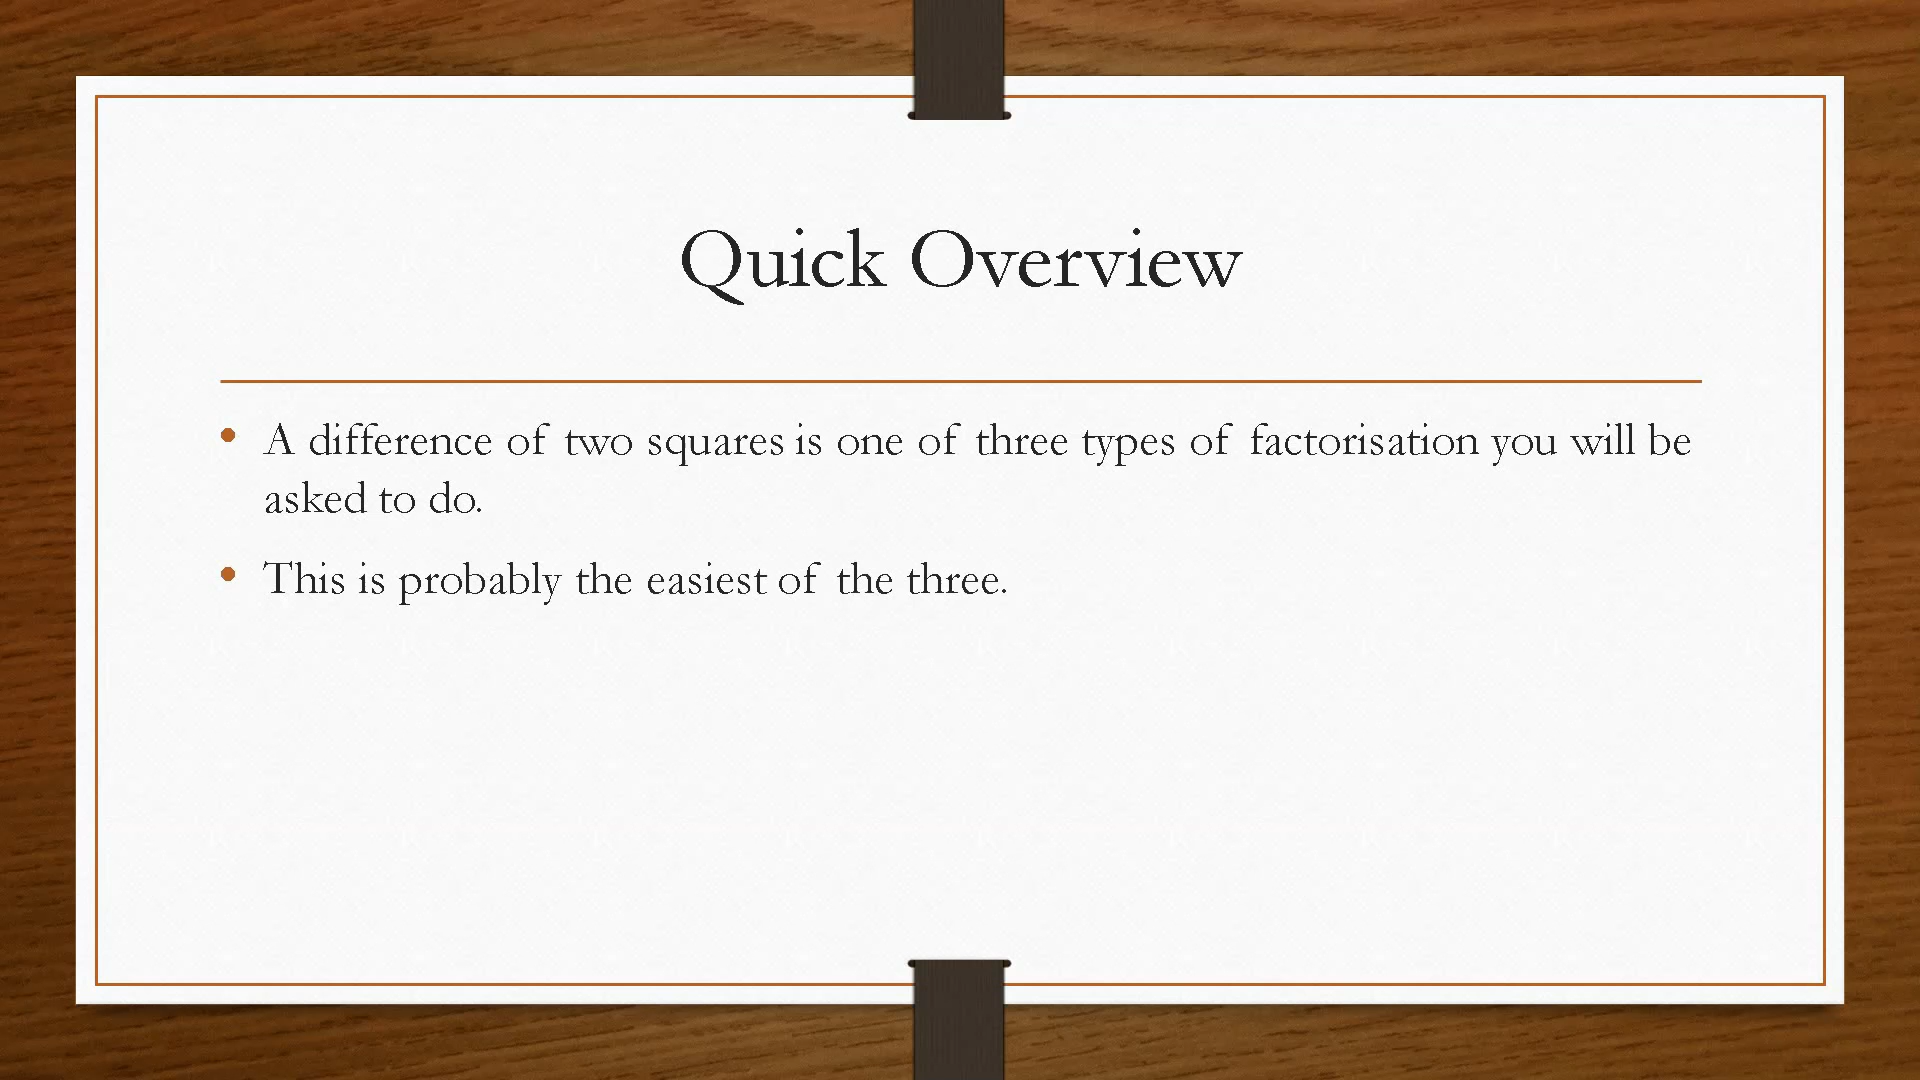 Quick Overview
• A difference of two squares is one of three types of factorisation you will be
asked to do.
• This is probably the easiest of the three.